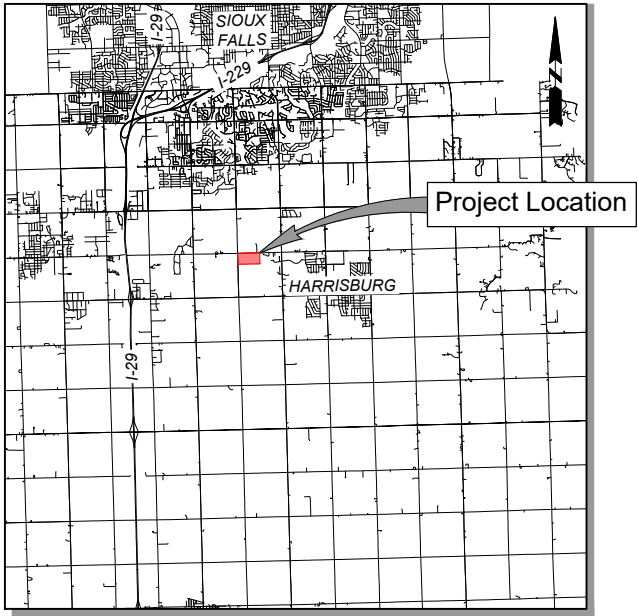 SIOUX
FALLS
I-29
I-229
N
Project Location
HARRISBURG
I-29